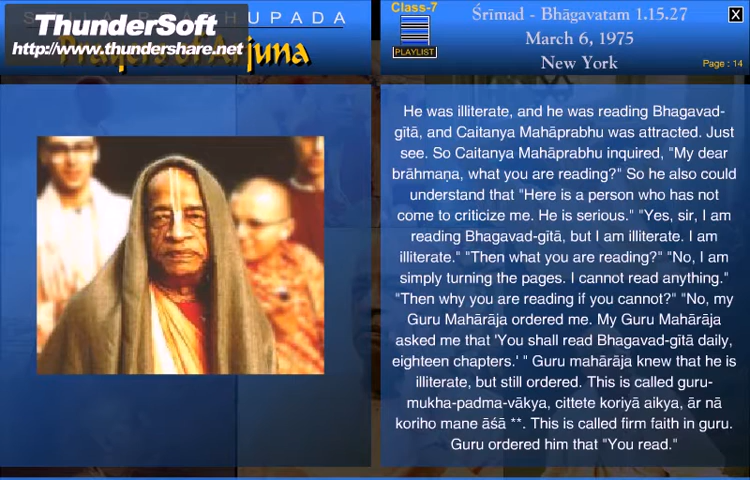 SRILA PRABHUPADA
ThunderSoft
http://www.thundershare.net
Prayers of Arjuna
Class-7
PLAYLIST
Śrīmad - Bhāgavatam 1.15.27
March 6, 1975
New York
X
Page : 14
He was illiterate, and he was reading Bhagavad-
gītā, and Caitanya Mahāprabhu was attracted. Just
see. So Caitanya Mahāprabhu inquired, "My dear
brāhmaṇa, what you are reading?" So he also could
understand that "Here is a person who has not
come to criticize me. He is serious." "Yes, sir, I am
reading Bhagavad-gītā, but I am illiterate. I am
illiterate." "Then what you are reading?" "No, I am
simply turning the pages. I cannot read anything."
"Then why you are reading if you cannot?" "No, my
Guru Mahārāja ordered me. My Guru Mahārāja
asked me that 'You shall read Bhagavad-gītā daily,
eighteen chapters.' " Guru mahārāja knew that he is
illiterate, but still ordered. This is called guru-
mukha-padma-vākya, cittete koriyā aikya, ār nā
koriho mane āśā **. This is called firm faith in guru.
Guru ordered him that "You read."